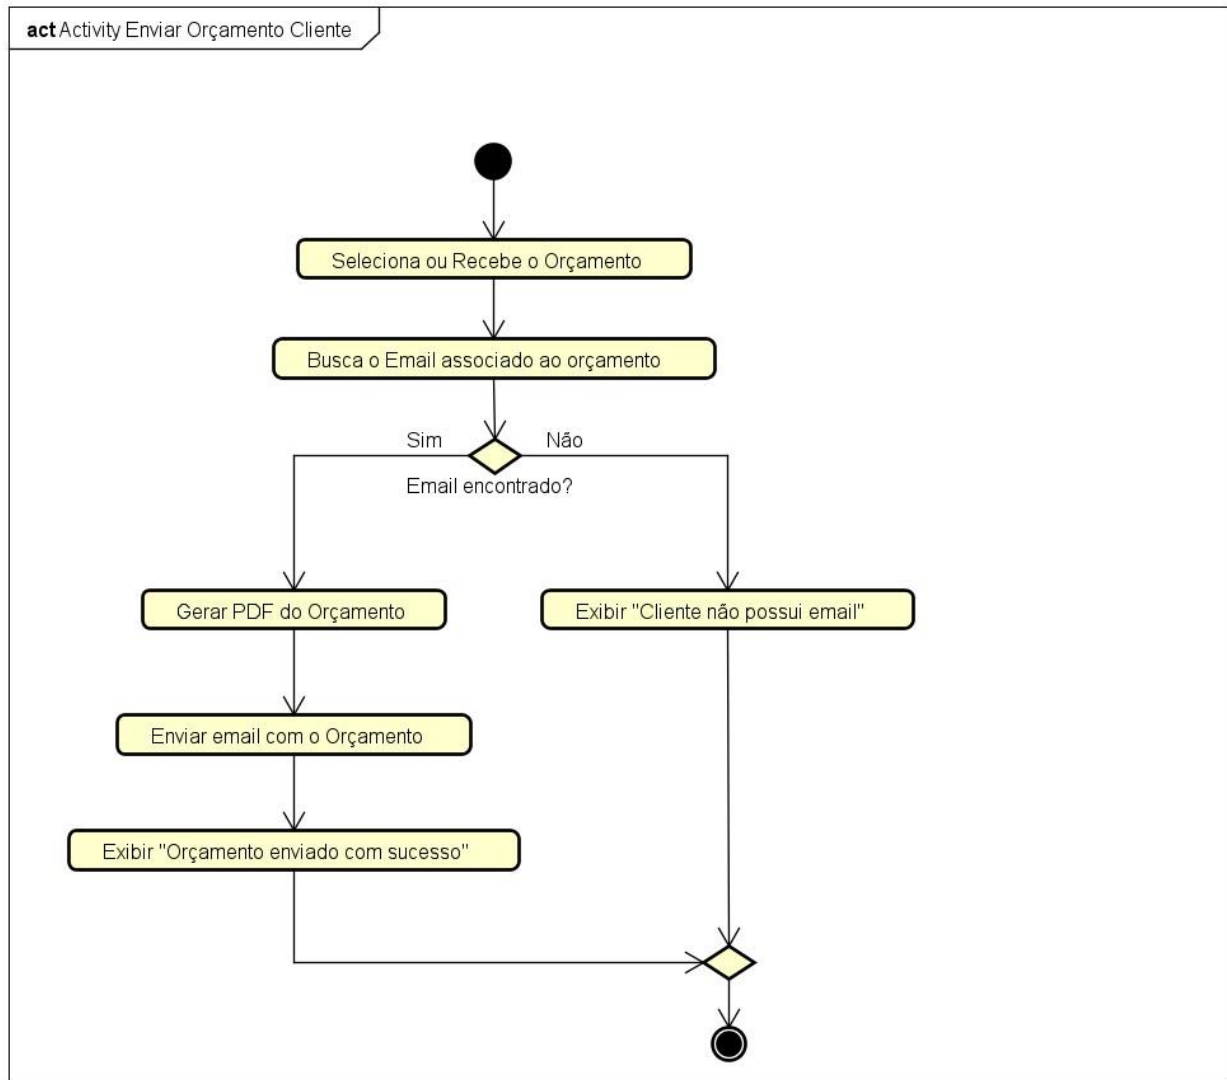 act Activity Enviar Orçamento Cliente
Seleciona ou Recebe o Orçamento
Busca o Email associado ao orçamento
Sim
Não
Email encontrado?
Gerar PDF do Orçamento
Exibir "Cliente não possui email"
Enviar email com o Orçamento
Exibir "Orçamento enviado com sucesso"